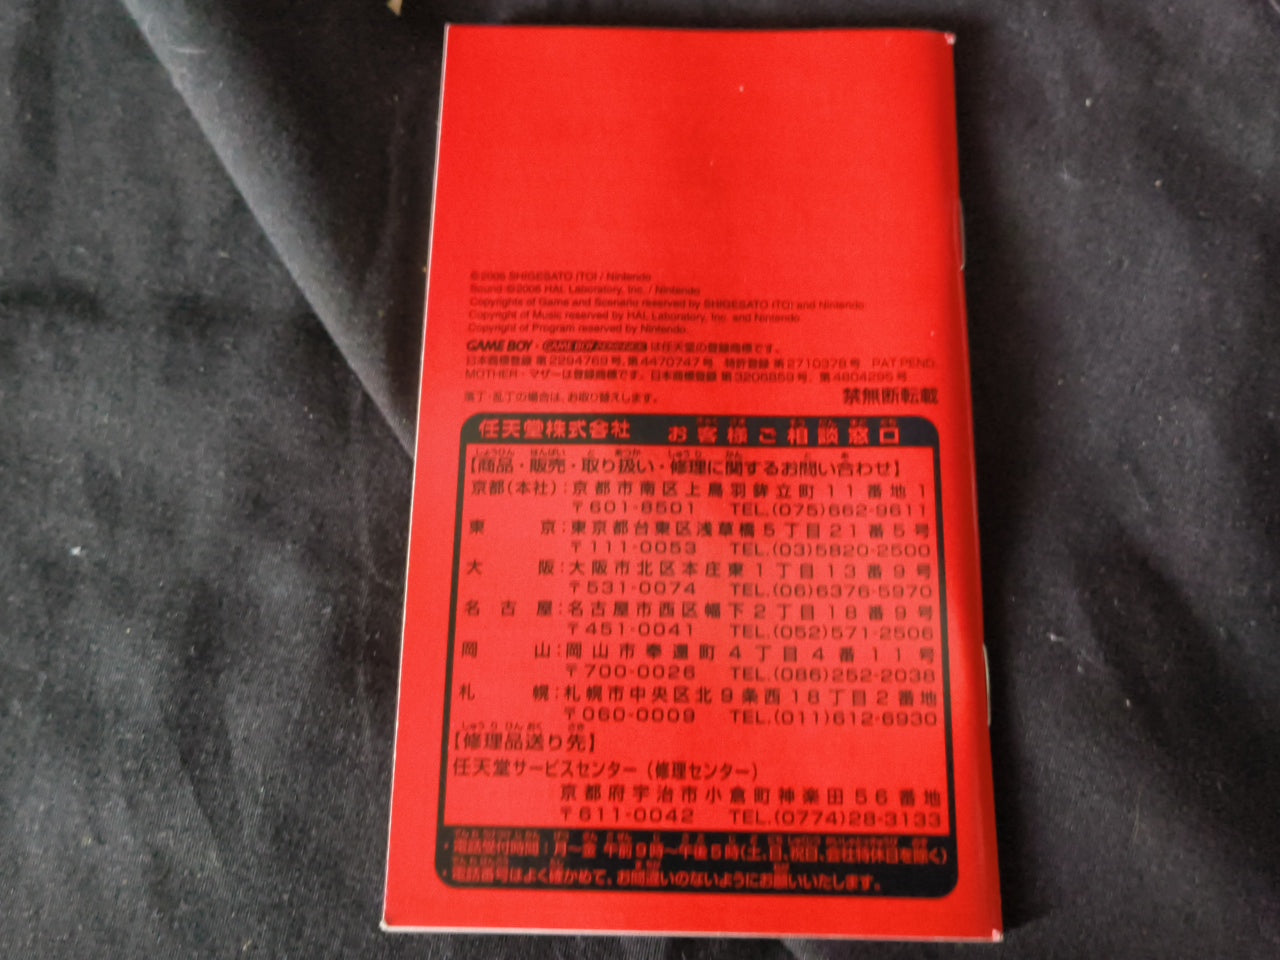 ©2006 SHIGESATO ITOI / Nintendo
Sound ©2006 HAL Laboratory, Inc. / Nintendo
Copyrights of Game and Scenario reserved by SHIGESATO ITOI and Nintendo.
Copyright of Music reserved by HAL Laboratory, Inc. and Nintendo.
Copyright of Program reserved by Nintendo.
GAME BOY・GAME BOY ADVANCE は任天堂の登録商標です。
日本商標登録 第2294769号、第4470747号 特許登録 第2710378号 PAT.PEND.
MOTHER・マザーは登録商標です。日本商標登録 第3206859号、第4804295号
落丁・乱丁の場合は、お取り替えします。 禁無断転載
任天堂株式会社 お客様ご相談窓口
【商品・販売・取り扱い・修理に関するお問い合わせ】
京都(本社):京都市南区上鳥羽鉾立町11番地1
〒601-8501 TEL.(075)662-9611
東京:東京都台東区浅草橋5丁目21番5号
〒111-0053 TEL.(03)5820-2500
大阪:大阪市北区本庄東1丁目13番9号
〒531-0074 TEL.(06)6376-5970
名古屋:名古屋市西区幅下2丁目18番9号
〒451-0041 TEL.(052)571-2506
岡山:岡山市奉還町4丁目4番11号
〒700-0026 TEL.(086)252-2038
札幌:札幌市中央区北9条西18丁目2番地
〒060-0009 TEL.(011)612-6930
【修理品送り先】
任天堂サービスセンター(修理センター)
京都府宇治市小倉町神楽田56番地
〒611-0042 TEL.(0774)28-3133
・電話受付時間:月〜金 午前9時〜午後5時(土、日、祝日、会社特休日を除く)
・電話番号はよく確かめて、お間違いのないようにお願いいたします。